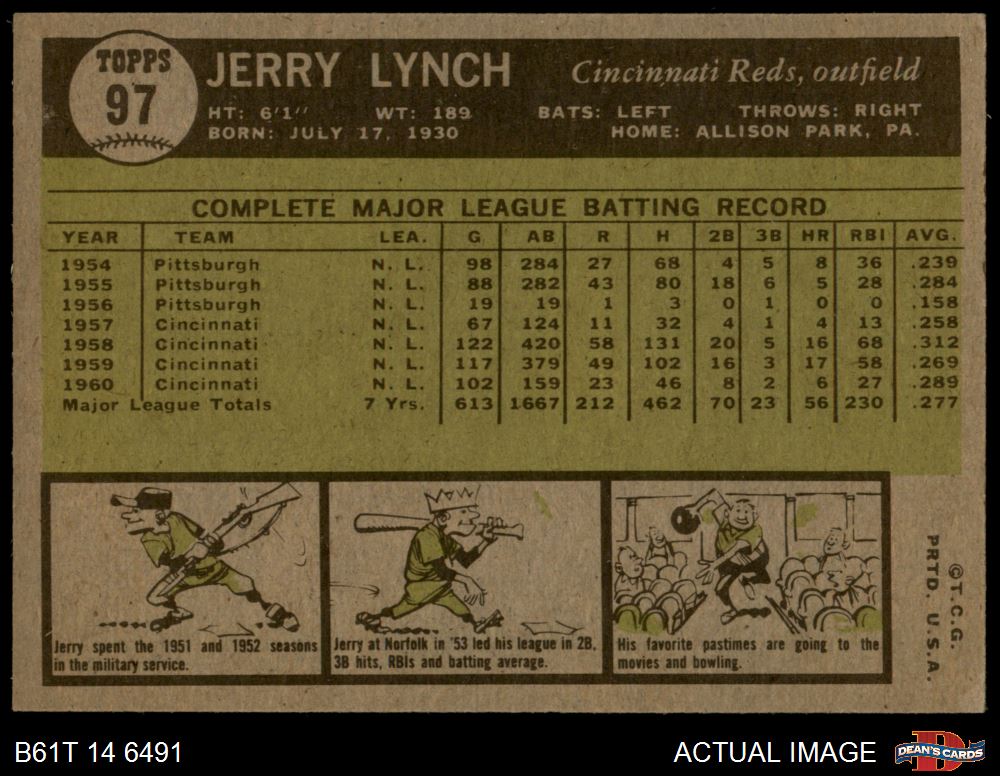 TOPPS
97
JERRY LYNCH
Cincinnati Reds, outfield
HT: 6'1" WT: 189 BATS: LEFT THROWS: RIGHT
BORN: JULY 17, 1930 HOME: ALLISON PARK, PA.
COMPLETE MAJOR LEAGUE BATTING RECORD
YEAR TEAM LEA. G AB R H 2B 3B HR RBI AVG.
1954 Pittsburgh N. L. 98 284 27 68 4 5 8 36 .239
1955 Pittsburgh N. L. 88 282 43 80 18 6 5 28 .284
1956 Pittsburgh N. L. 19 19 1 3 0 1 0 0 .158
1957 Cincinnati N. L. 67 124 11 32 4 1 4 13 .258
1958 Cincinnati N. L. 122 420 58 131 20 5 16 68 .312
1959 Cincinnati N. L. 117 379 49 102 16 3 17 58 .269
1960 Cincinnati N. L. 102 159 23 46 8 2 6 27 .289
Major League Totals 7 Yrs. 613 1667 212 462 70 23 56 230 .277
Jerry spent the 1951 and 1952 seasons
in the military service.
Jerry at Norfolk in '53 led his league in 2B,
3B hits, RBIs and batting average.
His favorite pastimes are going to the
movies and bowling.
©T.C.G.
PRTD. U.S.A.
B61T 14 6491
ACTUAL IMAGE
DEAN'S CARDS